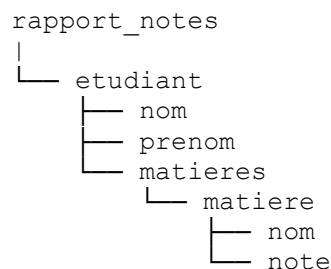 rapport_notes
etudiant
nom
prenom
matieres
matiere
nom
note